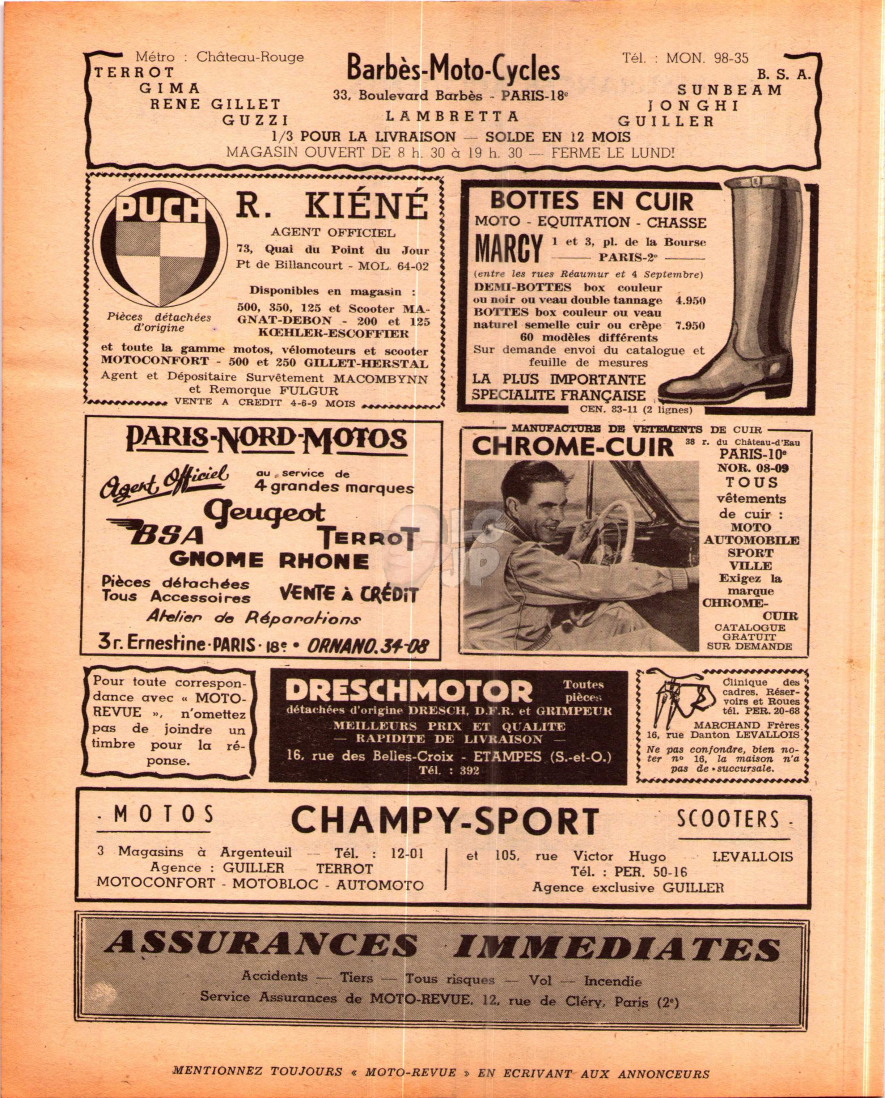 Métro : Château-Rouge
Barbès-Moto-Cycles
Tél. : MON. 98-35
TERROT
GIMA
RENE GILLET
GUZZI
33, Boulevard Barbès - PARIS-18e
LAMBRETTA
B. S. A.
SUNBEAM
JONGHI
GUILLER
1/3 POUR LA LIVRAISON — SOLDE EN 12 MOIS
MAGASIN OUVERT DE 8 h. 30 à 19 h. 30 — FERME LE LUNDI
PUCH
Pièces détachées
d'origine
R. KIÉNÉ
AGENT OFFICIEL
73, Quai du Point du Jour
Pt de Billancourt - MOL. 64-02
Disponibles en magasin :
500, 350, 125 et Scooter MA-
GNAT-DEBON - 200 et 125
KŒHLER-ESCOFFIER
et toute la gamme motos, vélomoteurs et scooter
MOTOCONFORT - 500 et 250 GILLET-HERSTAL
Agent et Dépositaire Survêtement MACOMBYNN
et Remorque FULGUR
VENTE A CREDIT 4-6-9 MOIS
BOTTES EN CUIR
MOTO - EQUITATION - CHASSE
MARCY
1 et 3, pl. de la Bourse
— PARIS-2e —
(entre les rues Réaumur et 4 Septembre)
DEMI-BOTTES box couleur
ou noir ou veau double tannage 4.950
BOTTES box couleur ou veau
naturel semelle cuir ou crêpe 7.950
60 modèles différents
Sur demande envoi du catalogue et
feuille de mesures
LA PLUS IMPORTANTE
SPECIALITE FRANÇAISE
CEN. 83-11 (2 lignes)
PARIS-NORD-MOTOS
Agent Officiel
au service de
4 grandes marques
Peugeot
BSA
TERROT
GNOME RHONE
Pièces détachées
Tous Accessoires
VENTE à CRÉDIT
Atelier de Réparations
3 r. Ernestine • PARIS • 18e • ORNANO. 34-08
MANUFACTURE DE VETEMENTS DE CUIR
CHROME-CUIR
38 r. du Château-d'Eau
PARIS-10e
NOR. 08-09
TOUS
vêtements
de cuir :
MOTO
AUTOMOBILE
SPORT
VILLE
Exigez la
marque
CHROME-
CUIR
CATALOGUE
GRATUIT
SUR DEMANDE
Pour toute correspon-
dance avec « MOTO-
REVUE », n'omettez
pas de joindre un
timbre pour la ré-
ponse.
DRESCHMOTOR
Toutes
pièces
détachées d'origine DRESCH, D.F.R. et GRIMPEUR
MEILLEURS PRIX ET QUALITE
— RAPIDITE DE LIVRAISON —
16, rue des Belles-Croix - ETAMPES (S.-et-O.)
Tél. : 392
Clinique des
cadres, Réser-
voirs et Roues
tél. PER. 20-68
MARCHAND Frères
16, rue Danton LEVALLOIS
Ne pas confondre, bien no-
ter n° 16, la maison n'a
pas de succursale.
- MOTOS
CHAMPY-SPORT
SCOOTERS -
3 Magasins à Argenteuil — Tél. : 12-01
Agence : GUILLER — TERROT
MOTOCONFORT - MOTOBLOC - AUTOMOTO
et 105, rue Victor Hugo LEVALLOIS
Tél. : PER. 50-16
Agence exclusive GUILLER
ASSURANCES IMMEDIATES
Accidents — Tiers — Tous risques — Vol — Incendie
Service Assurances de MOTO-REVUE, 12, rue de Cléry, Paris (2e)
MENTIONNEZ TOUJOURS « MOTO-REVUE » EN ECRIVANT AUX ANNONCEURS